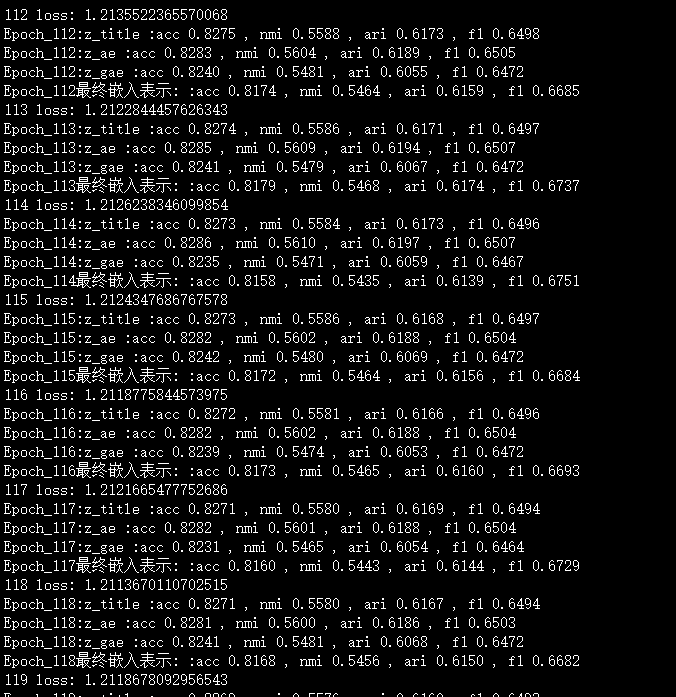 112 loss: 1.2135522365570068
Epoch_112:z_title :acc 0.8275 , nmi 0.5588 , ari 0.6173 , f1 0.6498
Epoch_112:z_ae :acc 0.8283 , nmi 0.5604 , ari 0.6189 , f1 0.6505
Epoch_112:z_gae :acc 0.8240 , nmi 0.5481 , ari 0.6055 , f1 0.6472
Epoch_112最终嵌入表示: :acc 0.8174 , nmi 0.5464 , ari 0.6159 , f1 0.6685
113 loss: 1.2122844457626343
Epoch_113:z_title :acc 0.8274 , nmi 0.5586 , ari 0.6171 , f1 0.6497
Epoch_113:z_ae :acc 0.8285 , nmi 0.5609 , ari 0.6194 , f1 0.6507
Epoch_113:z_gae :acc 0.8241 , nmi 0.5479 , ari 0.6067 , f1 0.6472
Epoch_113最终嵌入表示: :acc 0.8179 , nmi 0.5468 , ari 0.6174 , f1 0.6737
114 loss: 1.2126238346099854
Epoch_114:z_title :acc 0.8273 , nmi 0.5584 , ari 0.6173 , f1 0.6496
Epoch_114:z_ae :acc 0.8286 , nmi 0.5610 , ari 0.6197 , f1 0.6507
Epoch_114:z_gae :acc 0.8235 , nmi 0.5471 , ari 0.6059 , f1 0.6467
Epoch_114最终嵌入表示: :acc 0.8158 , nmi 0.5435 , ari 0.6139 , f1 0.6751
115 loss: 1.2124347686767578
Epoch_115:z_title :acc 0.8273 , nmi 0.5586 , ari 0.6168 , f1 0.6497
Epoch_115:z_ae :acc 0.8282 , nmi 0.5602 , ari 0.6188 , f1 0.6504
Epoch_115:z_gae :acc 0.8242 , nmi 0.5480 , ari 0.6069 , f1 0.6472
Epoch_115最终嵌入表示: :acc 0.8172 , nmi 0.5464 , ari 0.6156 , f1 0.6684
116 loss: 1.2118775844573975
Epoch_116:z_title :acc 0.8272 , nmi 0.5581 , ari 0.6166 , f1 0.6496
Epoch_116:z_ae :acc 0.8282 , nmi 0.5602 , ari 0.6188 , f1 0.6504
Epoch_116:z_gae :acc 0.8239 , nmi 0.5474 , ari 0.6053 , f1 0.6472
Epoch_116最终嵌入表示: :acc 0.8173 , nmi 0.5465 , ari 0.6160 , f1 0.6693
117 loss: 1.2121665477752686
Epoch_117:z_title :acc 0.8271 , nmi 0.5580 , ari 0.6169 , f1 0.6494
Epoch_117:z_ae :acc 0.8282 , nmi 0.5601 , ari 0.6188 , f1 0.6504
Epoch_117:z_gae :acc 0.8231 , nmi 0.5465 , ari 0.6054 , f1 0.6464
Epoch_117最终嵌入表示: :acc 0.8160 , nmi 0.5443 , ari 0.6144 , f1 0.6729
118 loss: 1.2113670110702515
Epoch_118:z_title :acc 0.8271 , nmi 0.5580 , ari 0.6167 , f1 0.6494
Epoch_118:z_ae :acc 0.8281 , nmi 0.5600 , ari 0.6186 , f1 0.6503
Epoch_118:z_gae :acc 0.8241 , nmi 0.5481 , ari 0.6068 , f1 0.6472
Epoch_118最终嵌入表示: :acc 0.8168 , nmi 0.5456 , ari 0.6150 , f1 0.6682
119 loss: 1.2118678092956543